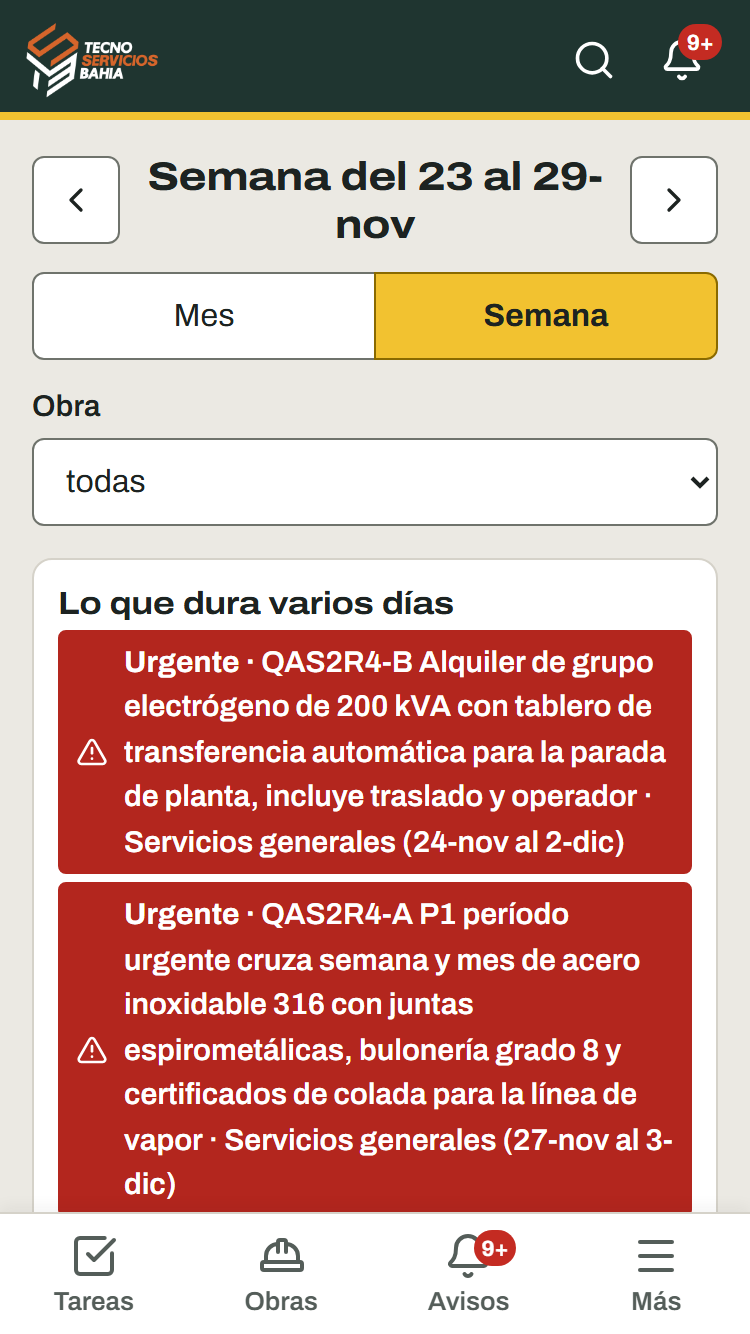 TECNO
SERVICIOS
BAHIA
9+
Semana del 23 al 29-
nov
Mes
Semana
Obra
todas
Lo que dura varios días
Urgente · QAS2R4-B Alquiler de grupo
electrógeno de 200 kVA con tablero de
transferencia automática para la parada
de planta, incluye traslado y operador ·
Servicios generales (24-nov al 2-dic)
Urgente · QAS2R4-A P1 período
urgente cruza semana y mes de acero
inoxidable 316 con juntas
espirometálicas, bulonería grado 8 y
certificados de colada para la línea de
vapor · Servicios generales (27-nov al 3-
dic)
9+
Tareas
Obras
Avisos
Más